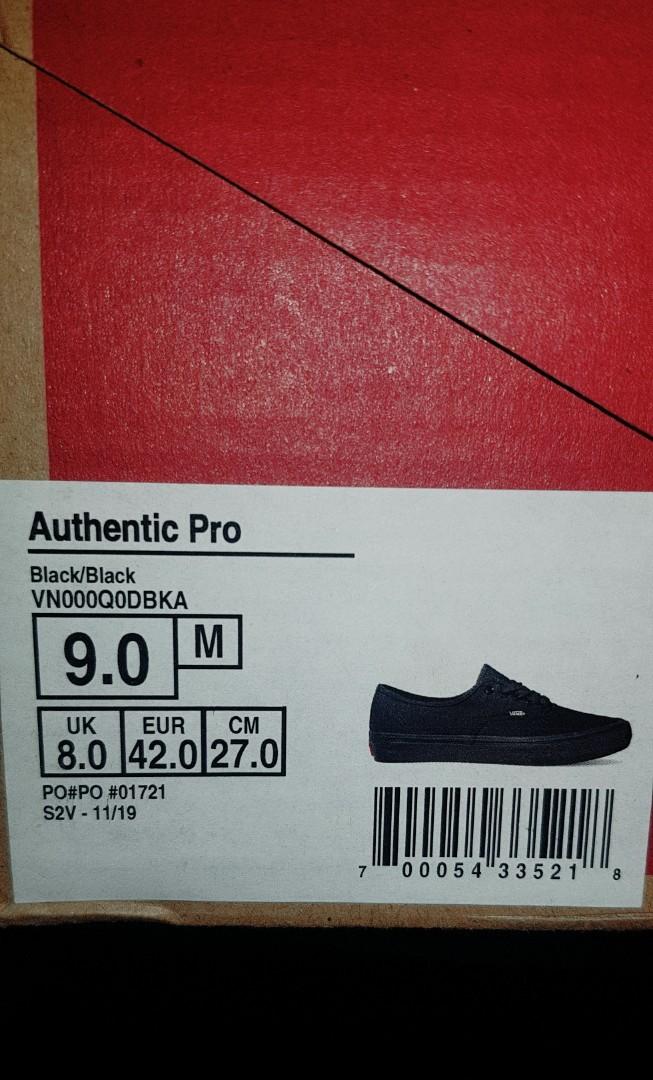 Authentic Pro
Black/Black
VN000Q0DBKA
9.0 M
UK EUR CM
8.0 42.0 27.0
PO#PO #01721
S2V - 11/19
VANS
7 00054 33521 8